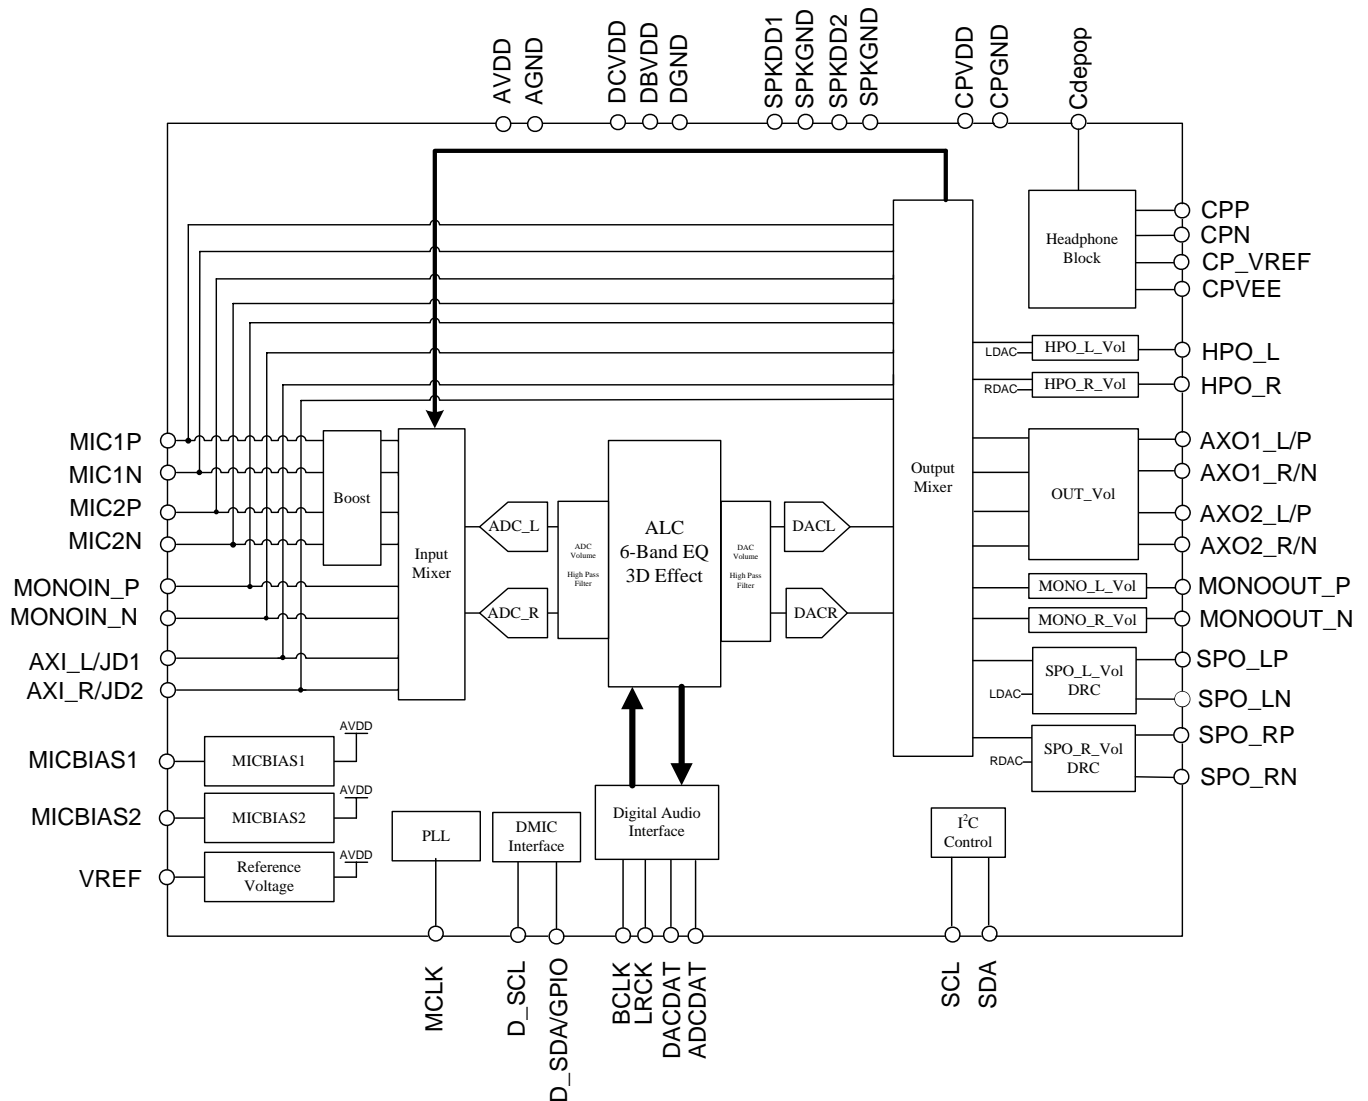 AVDD
AGND
DCVDD
DBVDD
DGND
SPKDD1
SPKGND
SPKDD2
SPKGND
CPVDD
CPGND
Cdepop
Headphone
Block
CPP
CPN
CP_VREF
CPVEE
LDAC
HPO_L_Vol
HPO_L
RDAC
HPO_R_Vol
HPO_R
MIC1P
MIC1N
MIC2P
MIC2N
MONOIN_P
MONOIN_N
AXI_L/JD1
AXI_R/JD2
Boost
Input
Mixer
ADC_L
ADC_R
ADC
Volume
High Pass
Filter
ALC
6-Band EQ
3D Effect
DAC
Volume
High Pass
Filter
DACL
DACR
Output
Mixer
OUT_Vol
AXO1_L/P
AXO1_R/N
AXO2_L/P
AXO2_R/N
MONO_L_Vol
MONOOUT_P
MONO_R_Vol
MONOOUT_N
LDAC
SPO_L_Vol
DRC
SPO_LP
SPO_LN
RDAC
SPO_R_Vol
DRC
SPO_RP
SPO_RN
MICBIAS1
MICBIAS1
AVDD
MICBIAS2
MICBIAS2
AVDD
VREF
Reference
Voltage
AVDD
PLL
DMIC
Interface
Digital Audio
Interface
I2C
Control
MCLK
D_SCL
D_SDA/GPIO
BCLK
LRCK
DACDAT
ADCDAT
SCL
SDA